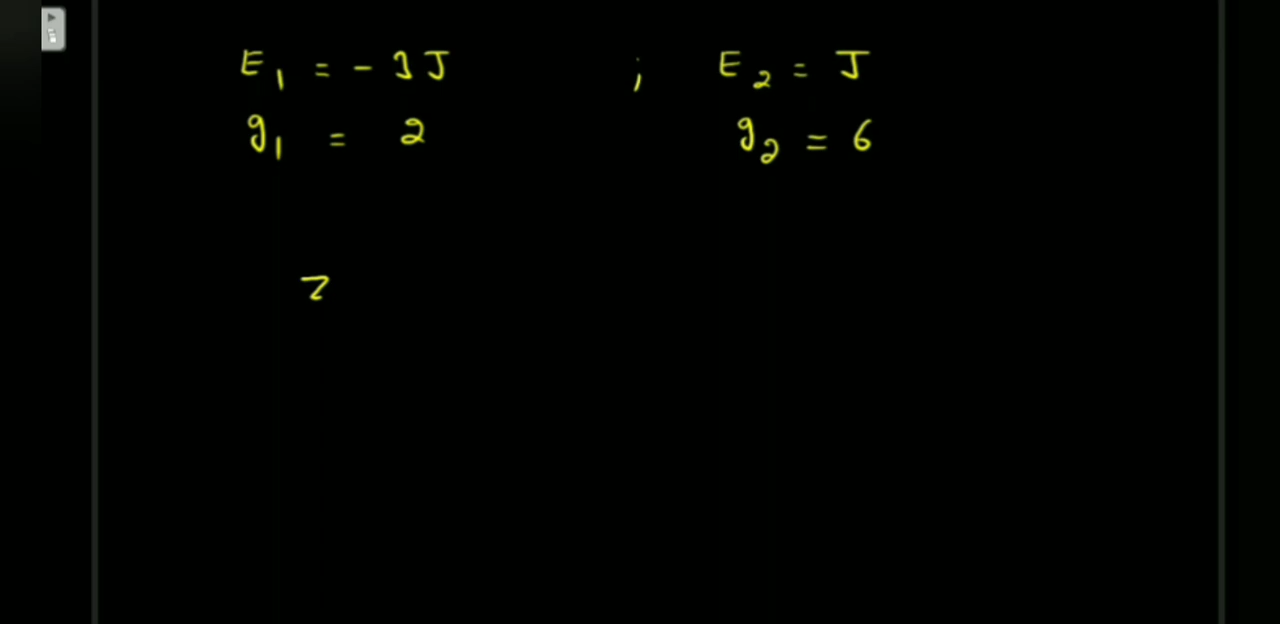 E₁ = - 3J ; E₂ = J
g₁ = 2 g₂ = 6
Z